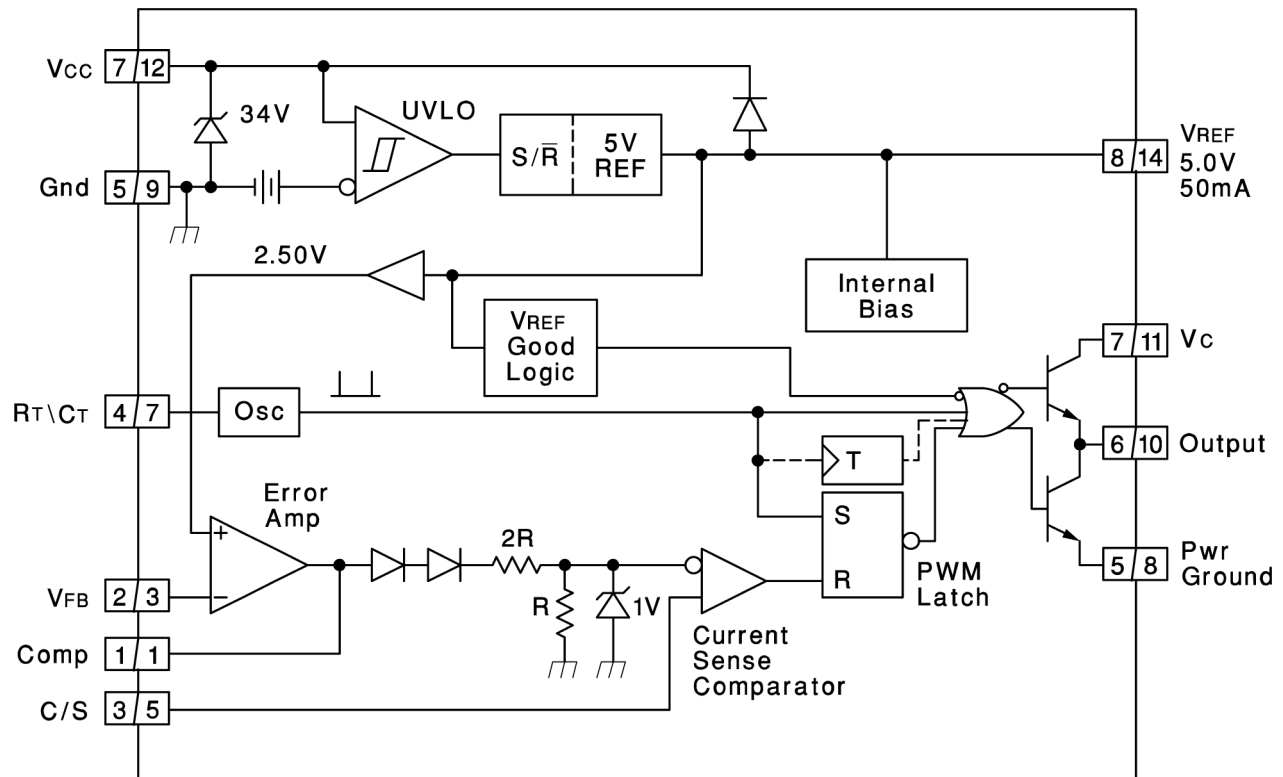 VCC 7 12
34V
UVLO
S/R̅
5V
REF
VREF
8 14 5.0V
50mA
Gnd 5 9
2.50V
Internal
Bias
VREF
Good
Logic
7 11 VC
RT\CT 4 7
Osc
T
6 10 Output
Error
Amp
+
−
2R
R
1V
S
R
PWM
Latch
Pwr
Ground
5 8
VFB 2 3
Comp 1 1
Current
Sense
Comparator
C/S 3 5